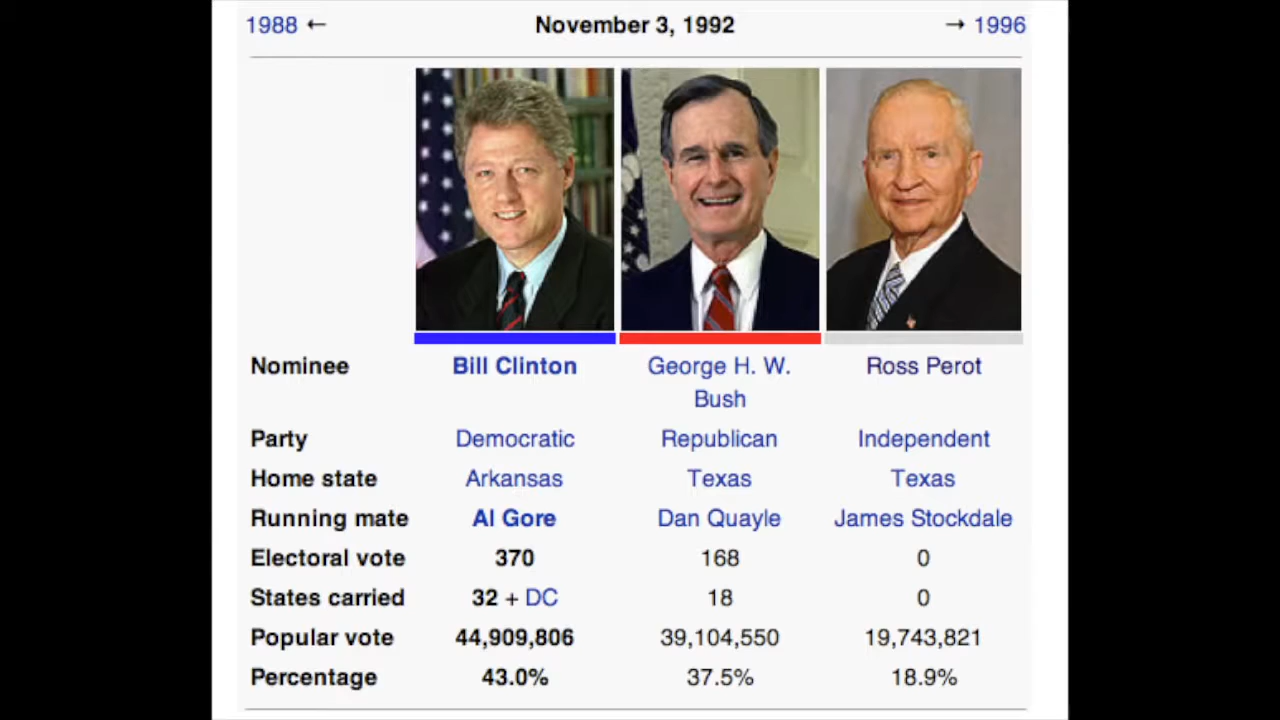 1988 ← November 3, 1992 → 1996
Nominee Bill Clinton George H. W. Bush Ross Perot
Party Democratic Republican Independent
Home state Arkansas Texas Texas
Running mate Al Gore Dan Quayle James Stockdale
Electoral vote 370 168 0
States carried 32 + DC 18 0
Popular vote 44,909,806 39,104,550 19,743,821
Percentage 43.0% 37.5% 18.9%